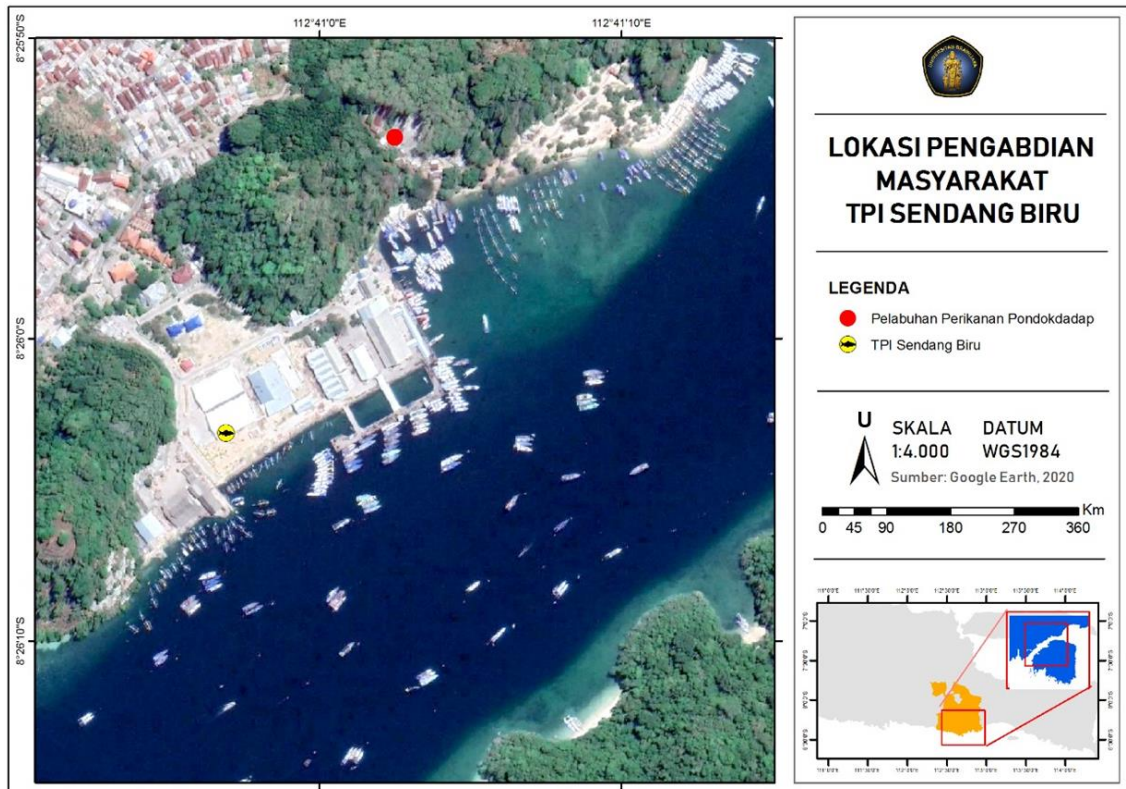 112°41'0"E
112°41'10"E
8°25'50"S
8°26'0"S
8°26'10"S
UNIVERSITAS BRAWIJAYA
LOKASI PENGABDIAN
MASYARAKAT
TPI SENDANG BIRU
LEGENDA
Pelabuhan Perikanan Pondokdadap
TPI Sendang Biru
U
SKALA
1:4.000
DATUM
WGS1984
Sumber: Google Earth, 2020
Km
0 45 90 180 270 360